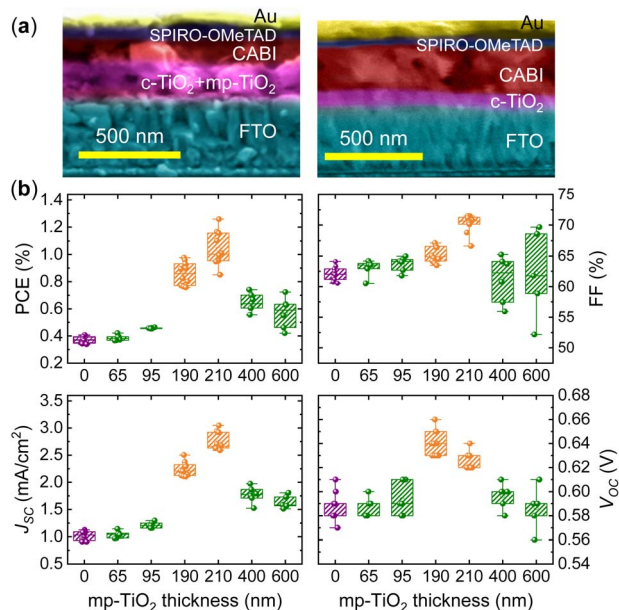 (a)
Au
SPIRO-OMeTAD
CABI
c-TiO2+mp-TiO2
FTO
500 nm
Au
SPIRO-OMeTAD
CABI
c-TiO2
FTO
500 nm
(b)
PCE (%)
1.4
1.2
1.0
0.8
0.6
0.4
0.2
0 65 95 190 210 400 600
FF (%)
75
70
65
60
55
50
0 65 95 190 210 400 600
JSC (mA/cm²)
3.5
3.0
2.5
2.0
1.5
1.0
0.5
0 65 95 190 210 400 600
VOC (V)
0.68
0.66
0.64
0.62
0.60
0.58
0.56
0.54
0 65 95 190 210 400 600
mp-TiO2 thickness (nm)
mp-TiO2 thickness (nm)